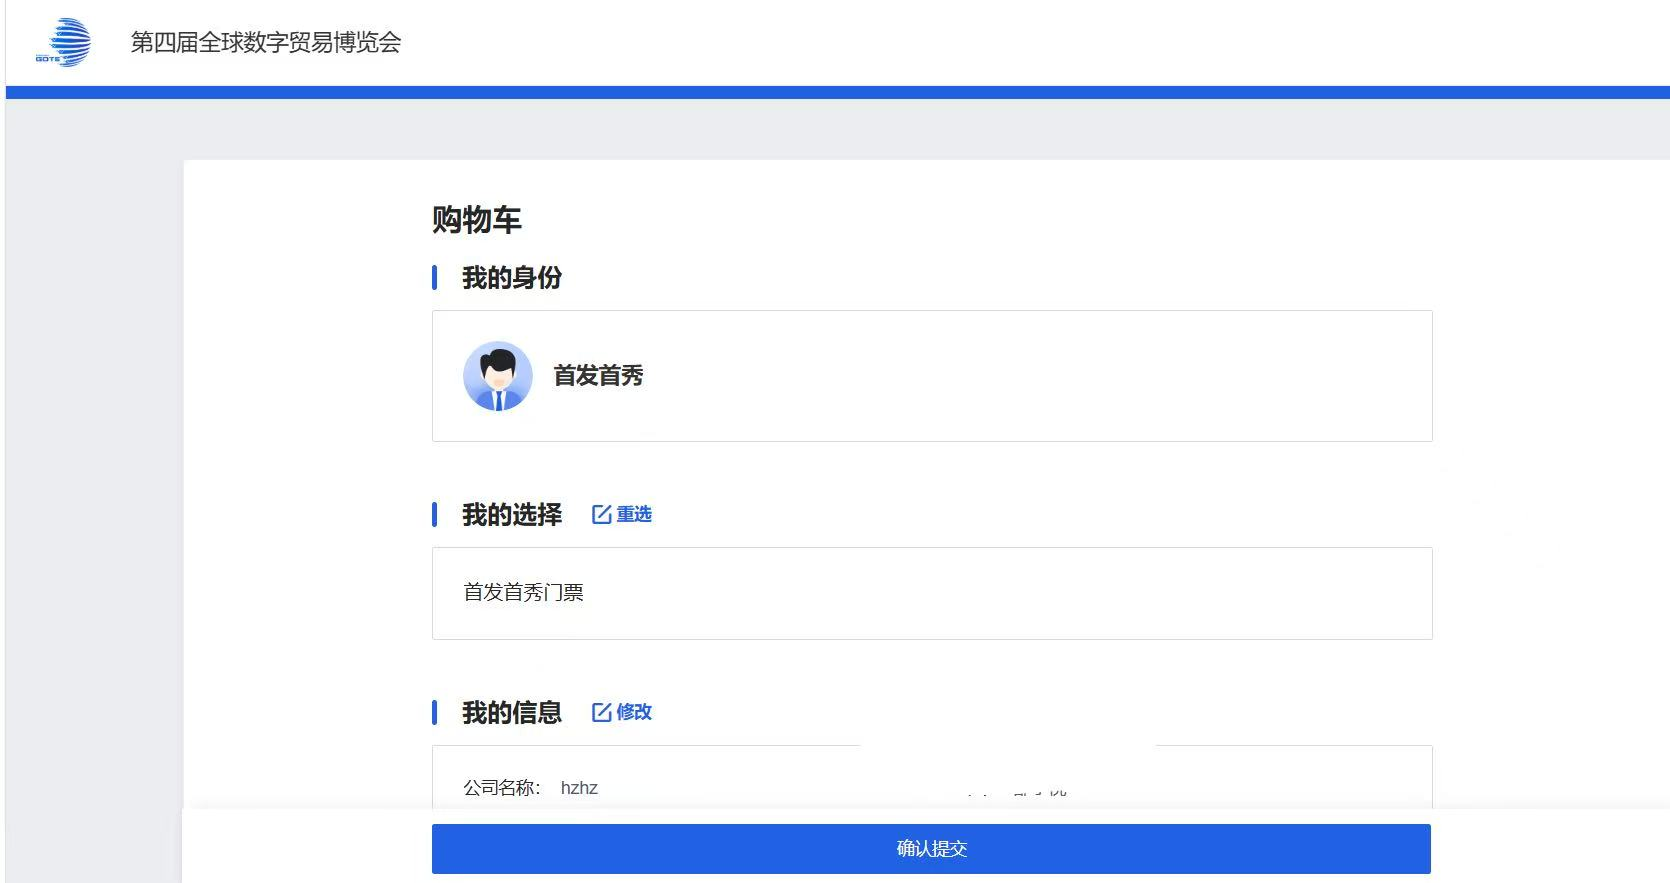 GDTE
第四届全球数字贸易博览会
购物车
我的身份
首发首秀
我的选择 重选
首发首秀门票
我的信息 修改
公司名称： hzhz
确认提交